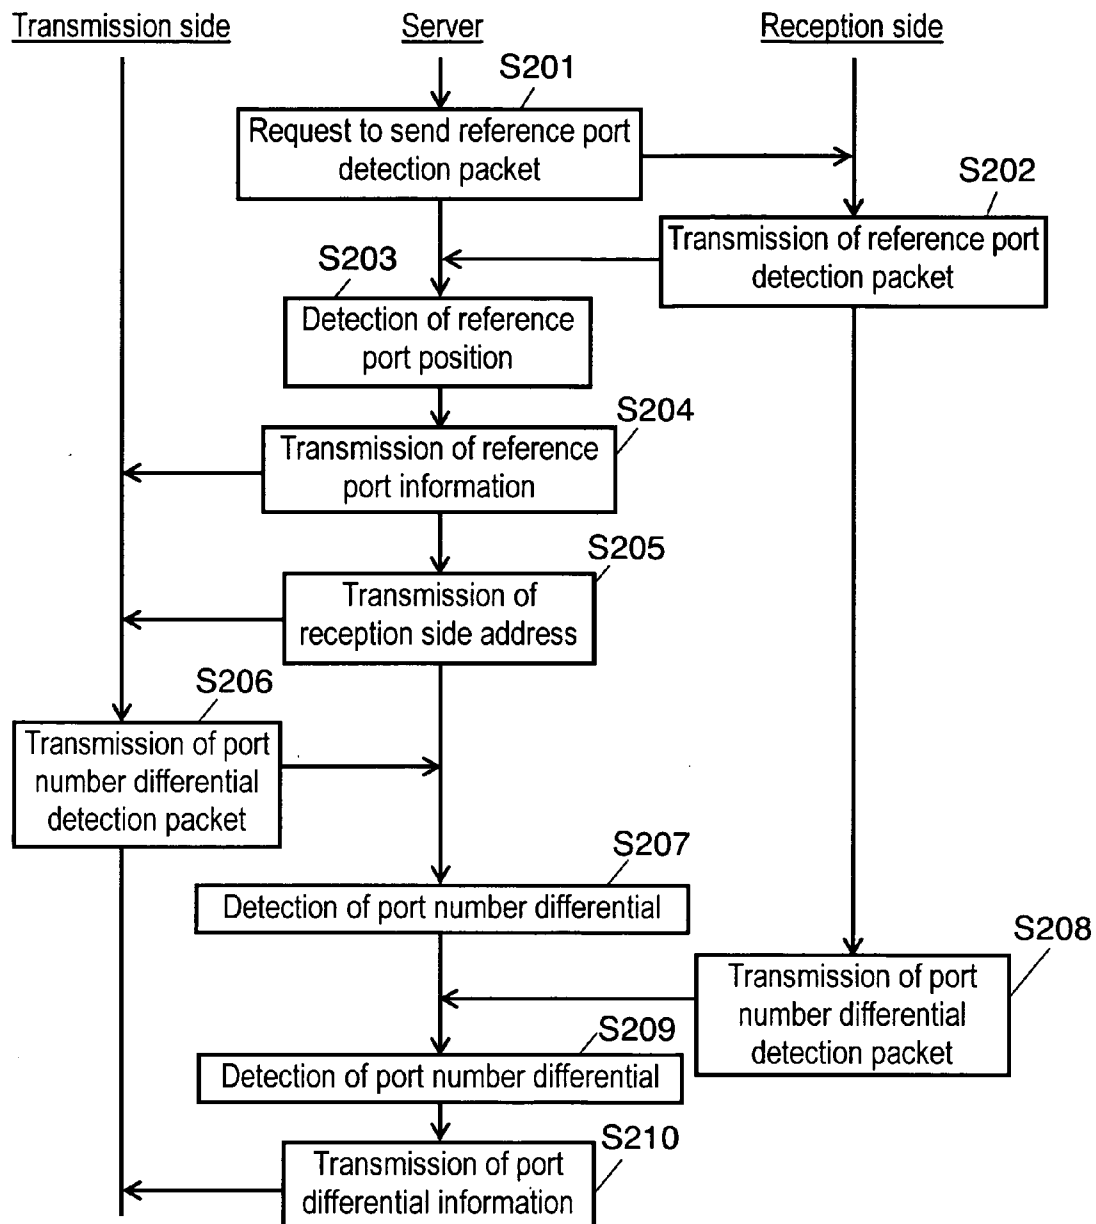 Transmission side
Server
Reception side
S201
Request to send reference port
detection packet
S202
Transmission of reference port
detection packet
S203
Detection of reference
port position
S204
Transmission of reference
port information
S205
Transmission of
reception side address
S206
Transmission of port
number differential
detection packet
S207
Detection of port number differential
S208
Transmission of port
number differential
detection packet
S209
Detection of port number differential
S210
Transmission of port
differential information